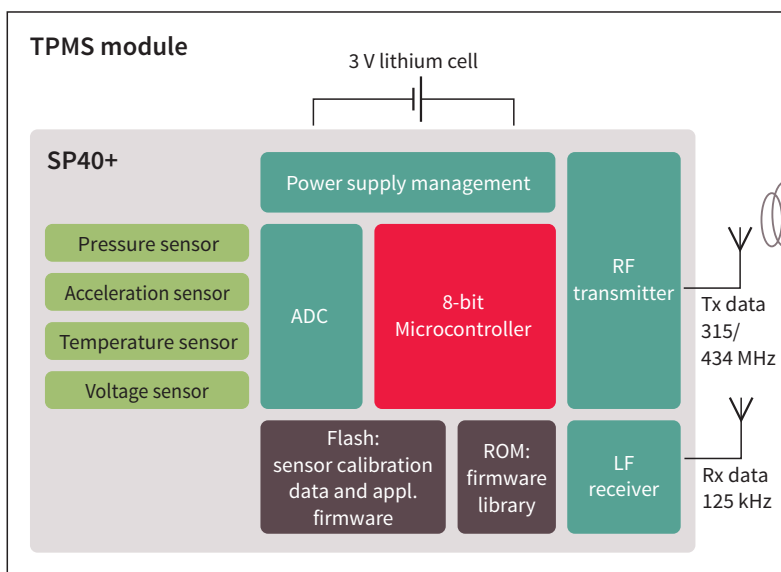 TPMS module
3 V lithium cell
SP40+
Power supply management
Pressure sensor
Acceleration sensor
Temperature sensor
Voltage sensor
ADC
8-bit
Microcontroller
RF
transmitter
Tx data
315/
434 MHz
Flash:
sensor calibration
data and appl.
firmware
ROM:
firmware
library
LF
receiver
Rx data
125 kHz